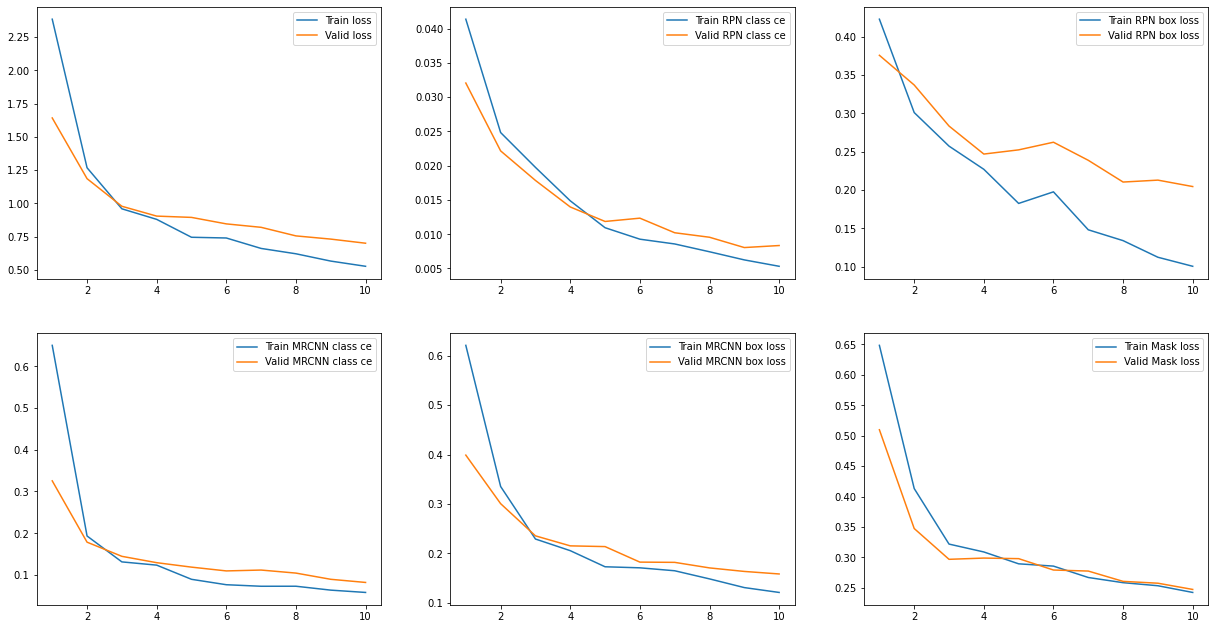 Train loss
Valid loss
2.25
2.00
1.75
1.50
1.25
1.00
0.75
0.50
2 4 6 8 10
Train RPN class ce
Valid RPN class ce
0.040
0.035
0.030
0.025
0.020
0.015
0.010
0.005
2 4 6 8 10
Train RPN box loss
Valid RPN box loss
0.40
0.35
0.30
0.25
0.20
0.15
0.10
2 4 6 8 10
Train MRCNN class ce
Valid MRCNN class ce
0.6
0.5
0.4
0.3
0.2
0.1
2 4 6 8 10
Train MRCNN box loss
Valid MRCNN box loss
0.6
0.5
0.4
0.3
0.2
0.1
2 4 6 8 10
Train Mask loss
Valid Mask loss
0.65
0.60
0.55
0.50
0.45
0.40
0.35
0.30
0.25
2 4 6 8 10